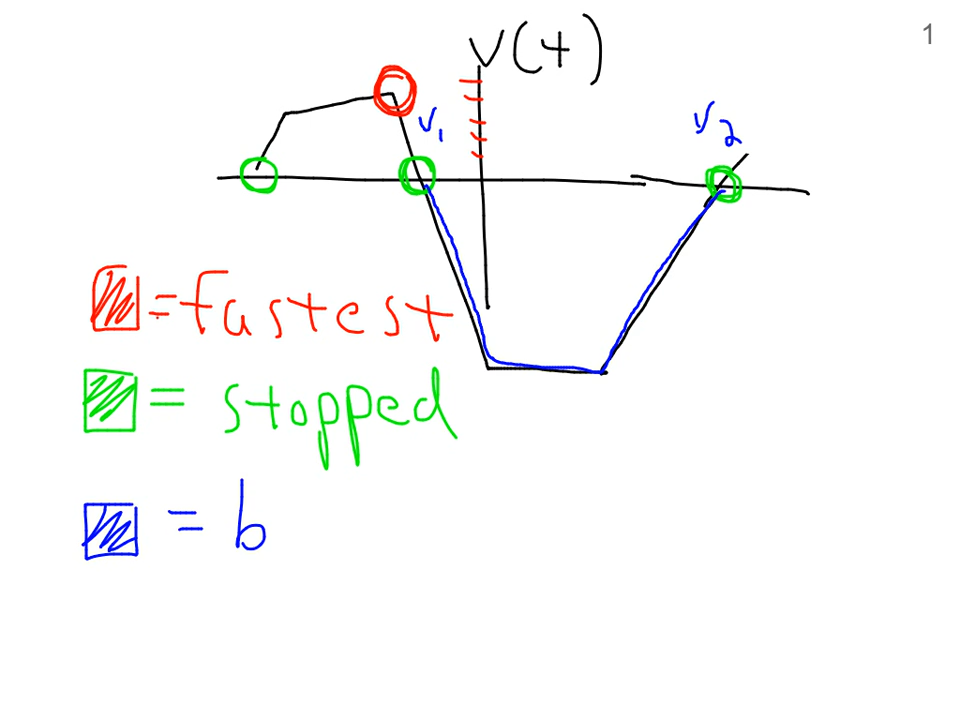 1
V(t)
V₁
V₂
=fastest
= stopped
= b